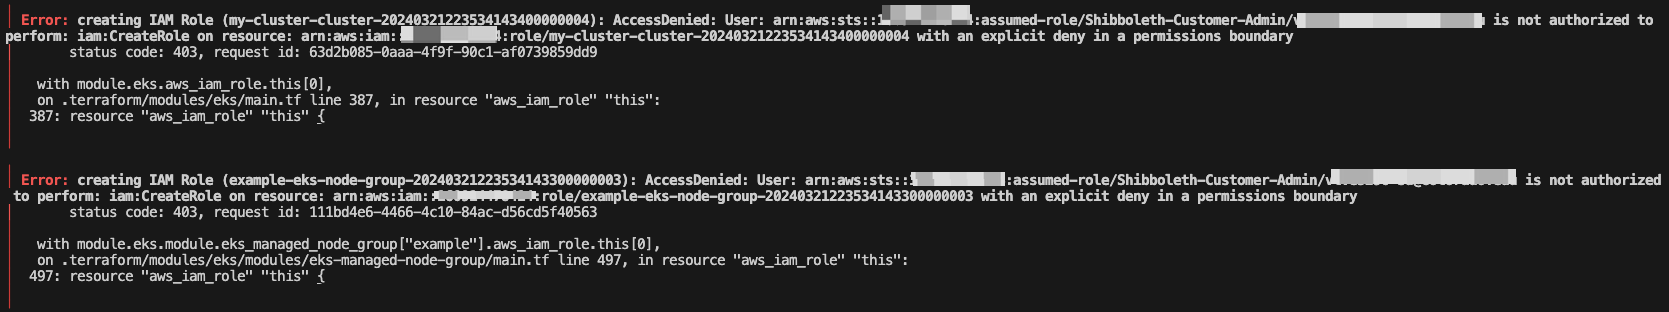 Error: creating IAM Role (my-cluster-cluster-20240321223534143400000004): AccessDenied: User: arn:aws:sts:: :assumed-role/Shibboleth-Customer-Admin/ is not authorized to
perform: iam:CreateRole on resource: arn:aws:iam: :role/my-cluster-cluster-20240321223534143400000004 with an explicit deny in a permissions boundary
status code: 403, request id: 63d2b085-0aaa-4f9f-90c1-af0739859dd9
with module.eks.aws_iam_role.this[0],
on .terraform/modules/eks/main.tf line 387, in resource "aws_iam_role" "this":
387: resource "aws_iam_role" "this" {
Error: creating IAM Role (example-eks-node-group-20240321223534143300000003): AccessDenied: User: arn:aws:sts:: :assumed-role/Shibboleth-Customer-Admin/ is not authorized
to perform: iam:CreateRole on resource: arn:aws:iam: :role/example-eks-node-group-20240321223534143300000003 with an explicit deny in a permissions boundary
status code: 403, request id: 111bd4e6-4466-4c10-84ac-d56cd5f40563
with module.eks.module.eks_managed_node_group["example"].aws_iam_role.this[0],
on .terraform/modules/eks/modules/eks-managed-node-group/main.tf line 497, in resource "aws_iam_role" "this":
497: resource "aws_iam_role" "this" {